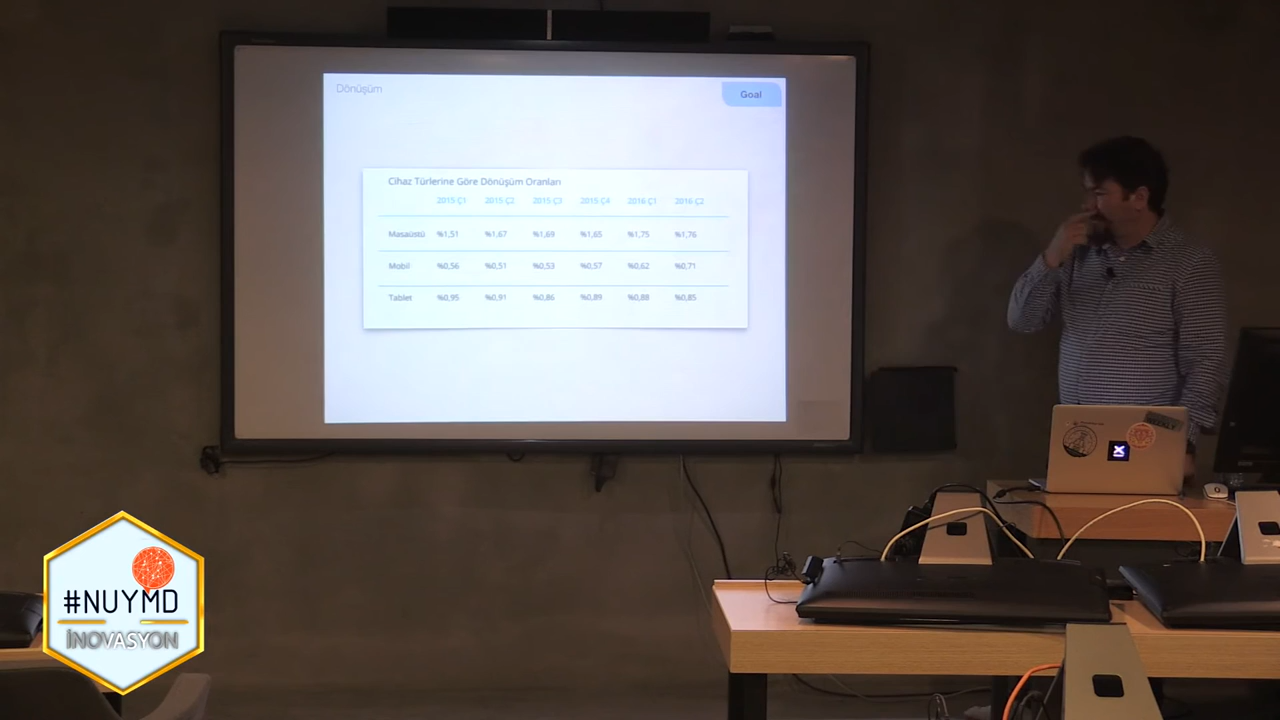 Dönüşüm
Goal
Cihaz Türlerine Göre Dönüşüm Oranları
2015 Ç1 2015 Ç2 2015 Ç3 2015 Ç4 2016 Ç1 2016 Ç2
Masaüstü %1,51 %1,67 %1,69 %1,65 %1,75 %1,76
Mobil %0,56 %0,51 %0,53 %0,57 %0,62 %0,71
Tablet %0,95 %0,91 %0,86 %0,89 %0,88 %0,85
WEEKLY
#NUYMD
İNOVASYON